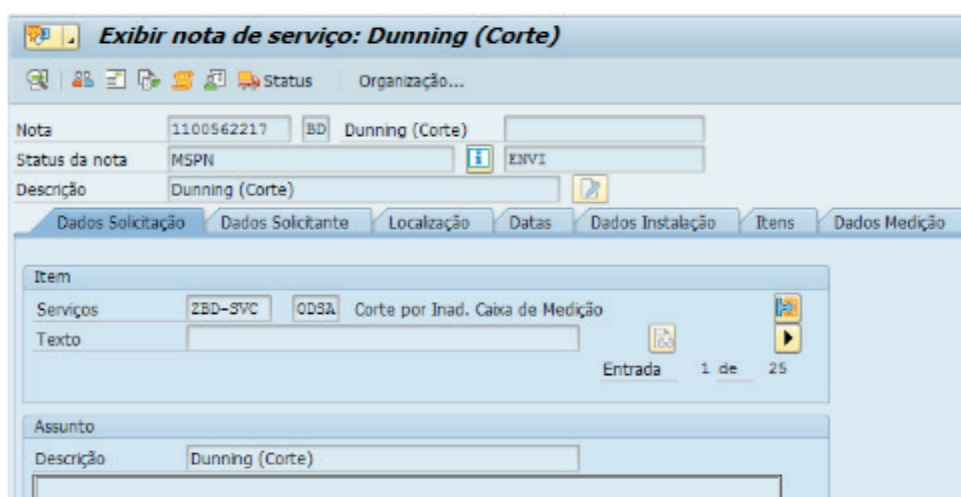 Exibir nota de serviço: Dunning (Corte)
Status Organização...
Nota 1100562217 BD Dunning (Corte)
Status da nota MSPN ENVI
Descrição Dunning (Corte)
Dados Solicitação Dados Solicitante Localização Datas Dados Instalação Itens Dados Medição
Item
Serviços ZBD-SVC ODSA Corte por Inad. Caixa de Medição
Texto
Entrada 1 de 25
Assunto
Descrição Dunning (Corte)